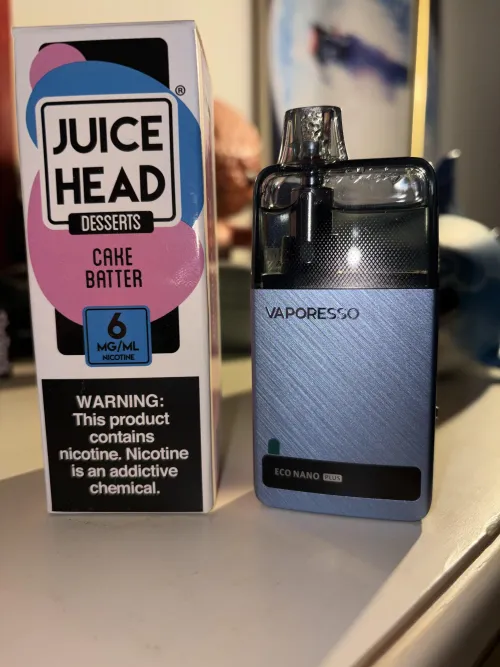 ®
JUICE
HEAD
DESSERTS
CAKE
BATTER
6
MG/ML
NICOTINE
WARNING:
This product
contains
nicotine. Nicotine
is an addictive
chemical.
VAPORESSO
ECO NANO PLUS